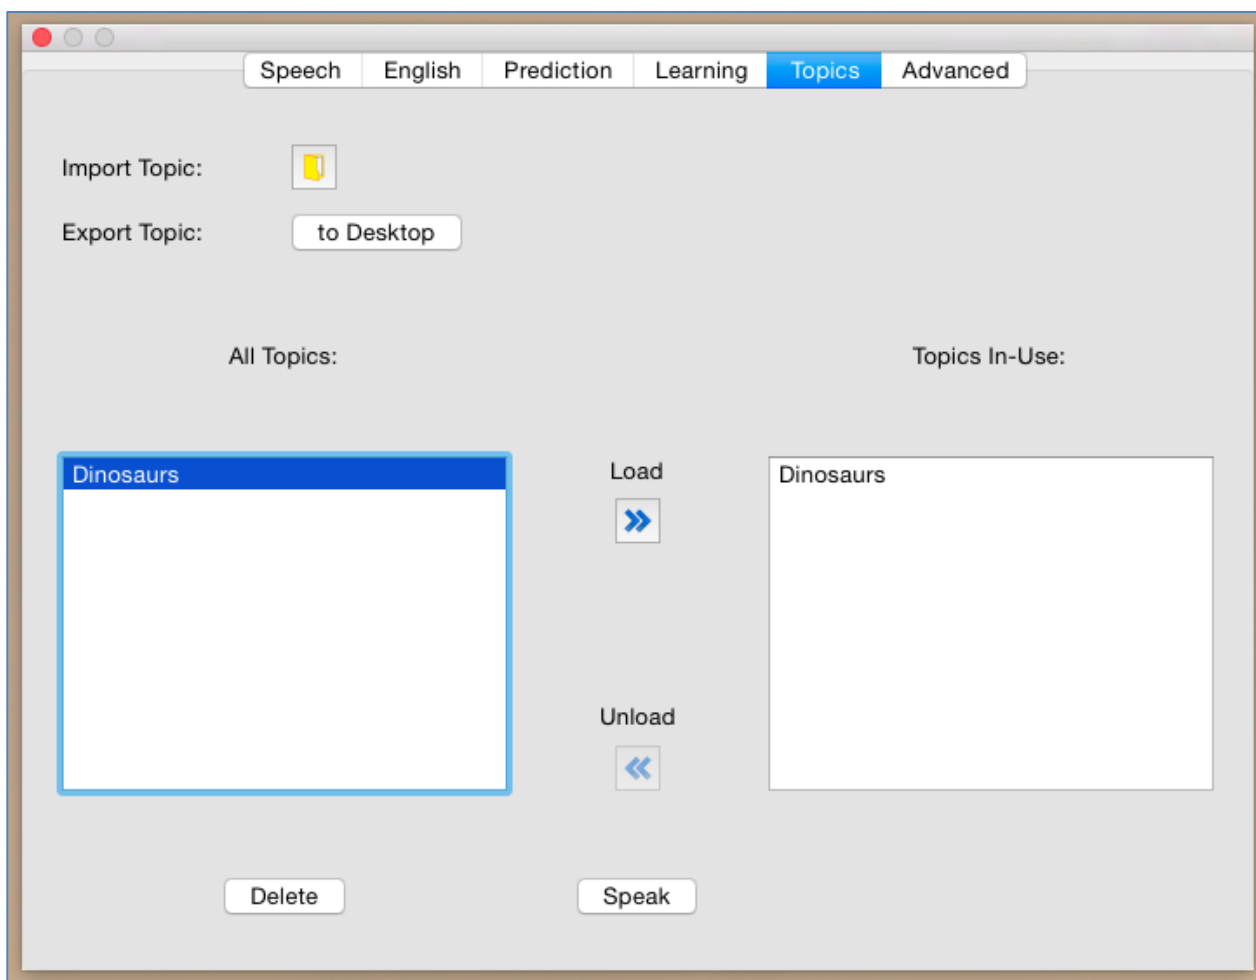 Speech English Prediction Learning Topics Advanced
Import Topic:
Export Topic: to Desktop
All Topics: Topics In-Use:
Dinosaurs Load Dinosaurs
Unload
Delete Speak